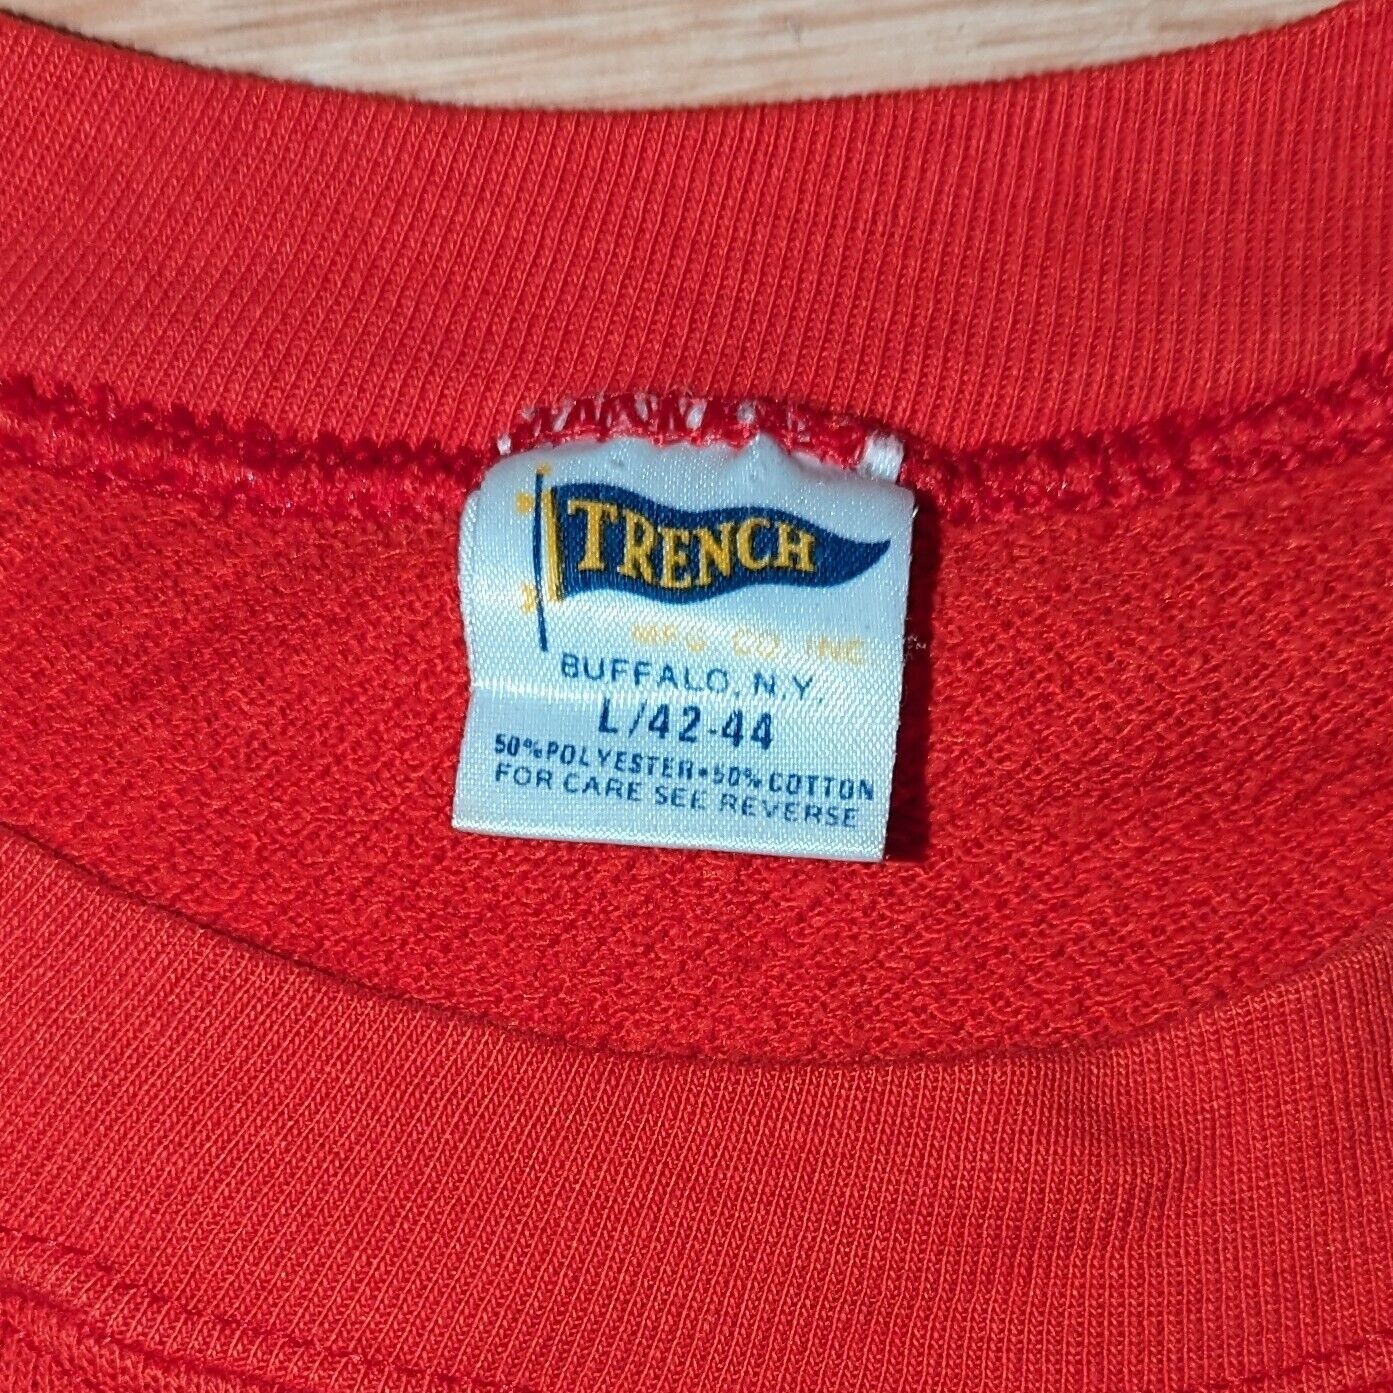 TRENCH
MFG CO. INC.
BUFFALO, N.Y.
L/42-44
50% POLYESTER•50% COTTON
FOR CARE SEE REVERSE